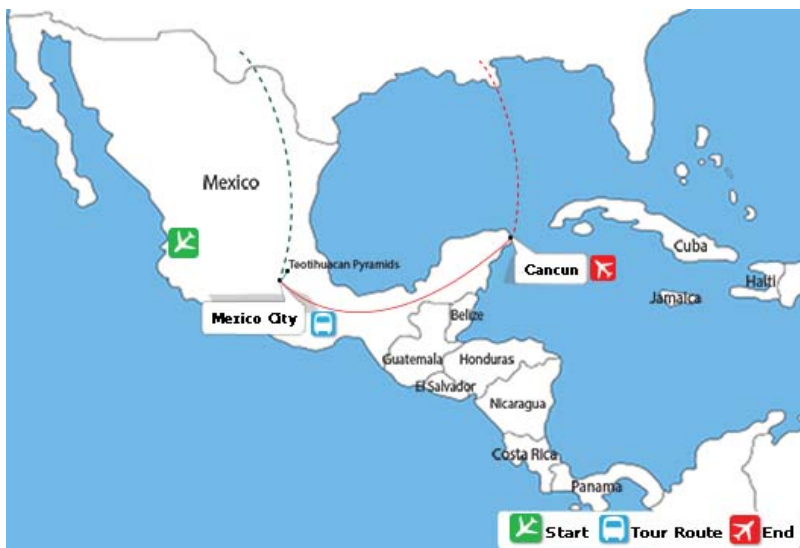 Mexico
Teotihuacan Pyramids
Mexico City
Cancun
Cuba
Haiti
Jamaica
Belize
Guatemala
Honduras
El Salvador
Nicaragua
Costa Rica
Panama
Start
Tour Route
End